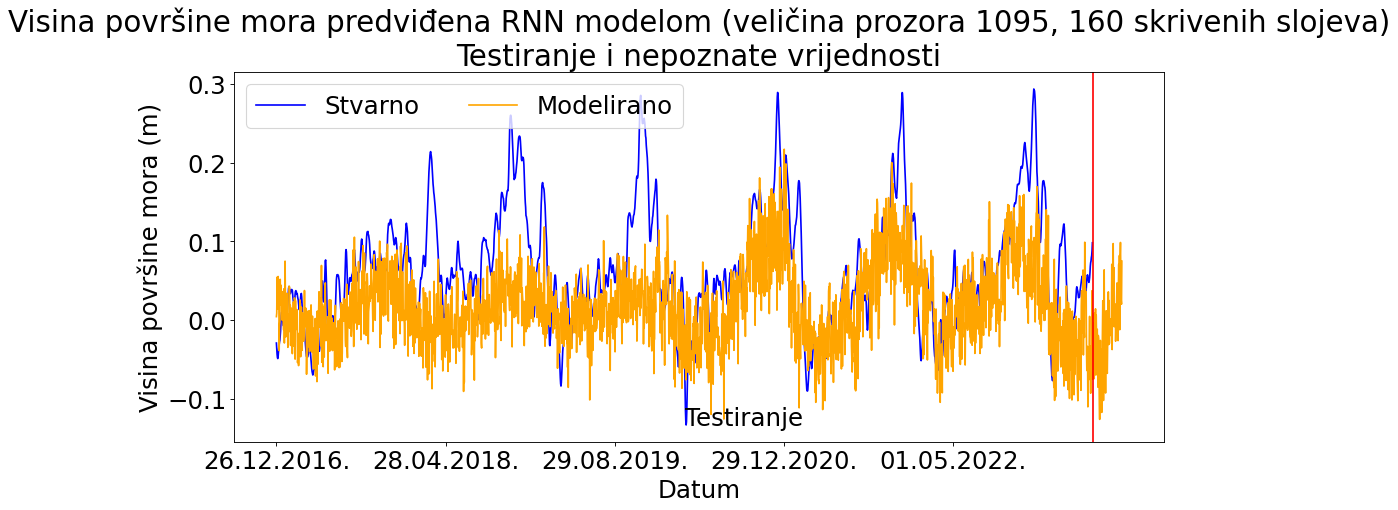 Visina površine mora predviđena RNN modelom (veličina prozora 1095, 160 skrivenih slojeva)
Testiranje i nepoznate vrijednosti
Stvarno
Modelirano
Visina površine mora (m)
0.3
0.2
0.1
0.0
−0.1
Testiranje
26.12.2016.
28.04.2018.
29.08.2019.
29.12.2020.
01.05.2022.
Datum